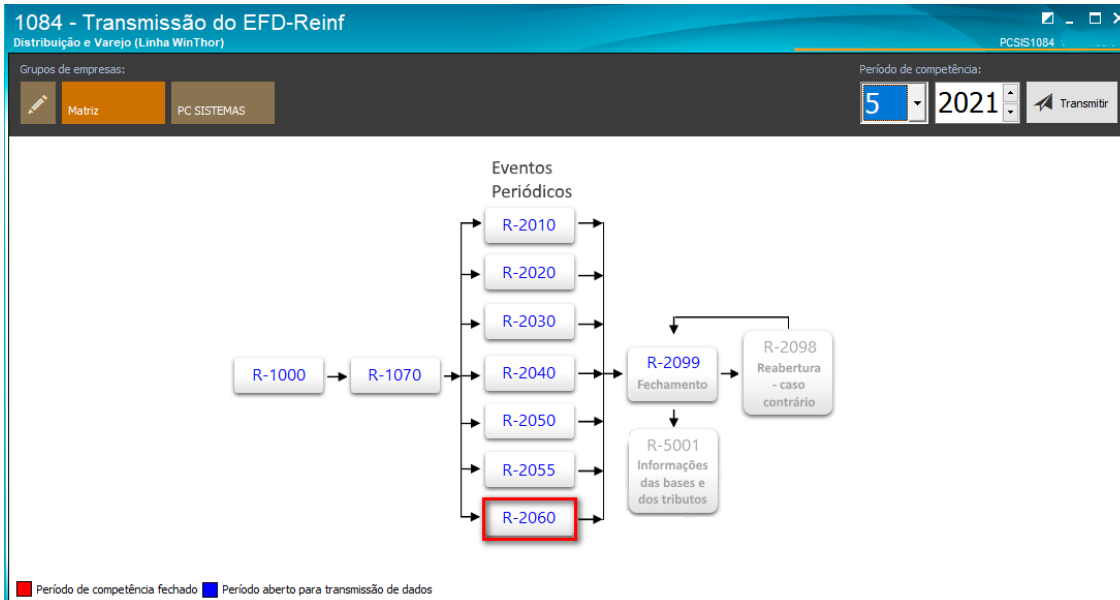 1084 - Transmissão do EFD-Reinf
Distribuição e Varejo (Linha WinThor)
PCSIS1084
Grupos de empresas:
Período de competência:
Matriz
PC SISTEMAS
5
2021
Transmitir
Eventos
Periódicos
R-2010
R-2020
R-2030
R-1000
R-1070
R-2040
R-2050
R-2055
R-2060
R-2099
Fechamento
R-2098
Reabertura
- caso
contrário
R-5001
Informações
das bases e
dos tributos
Período de competência fechado
Período aberto para transmissão de dados